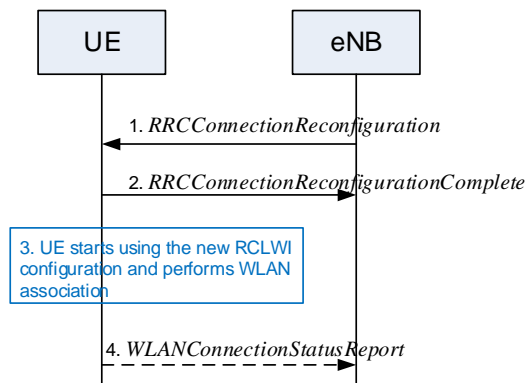 UE
eNB
1. RRCConnectionReconfiguration
2. RRCConnectionReconfigurationComplete
3. UE starts using the new RCLWI
configuration and performs WLAN
association
4. WLANConnectionStatusReport